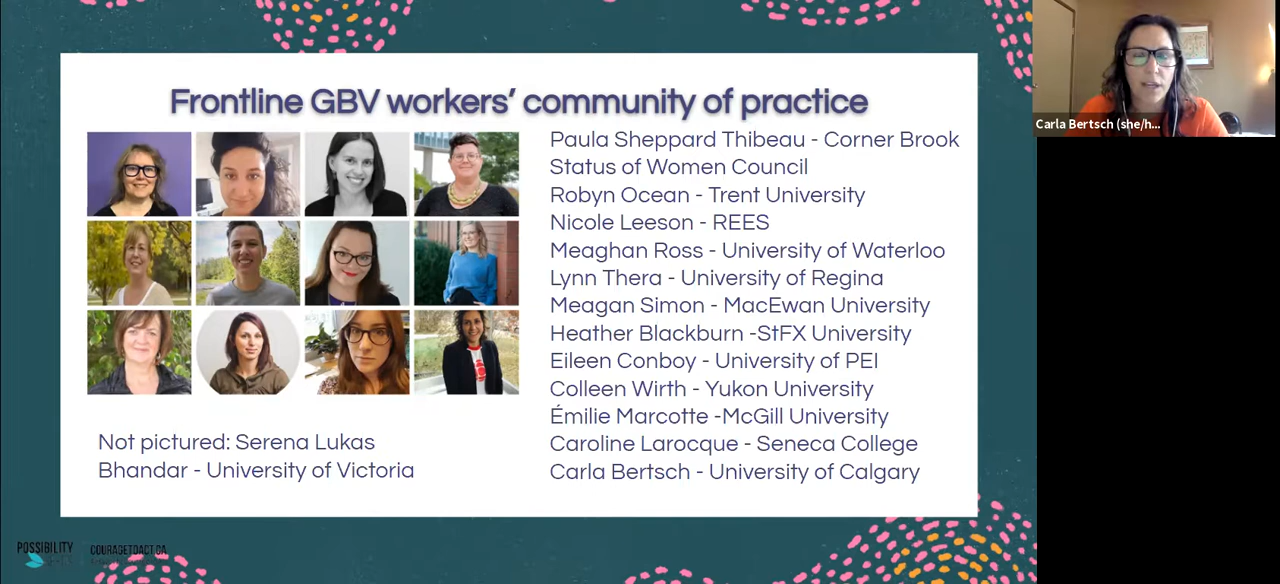 Frontline GBV workers' community of practice
Paula Sheppard Thibeau - Corner Brook
Status of Women Council
Robyn Ocean - Trent University
Nicole Leeson - REES
Meaghan Ross - University of Waterloo
Lynn Thera - University of Regina
Meagan Simon - MacEwan University
Heather Blackburn -StFX University
Eileen Conboy - University of PEI
Colleen Wirth - Yukon University
Émilie Marcotte -McGill University
Caroline Larocque - Seneca College
Carla Bertsch - University of Calgary
Not pictured: Serena Lukas
Bhandar - University of Victoria
Carla Bertsch (she/h...
POSSIBILITY
COURAGETOACT.CA